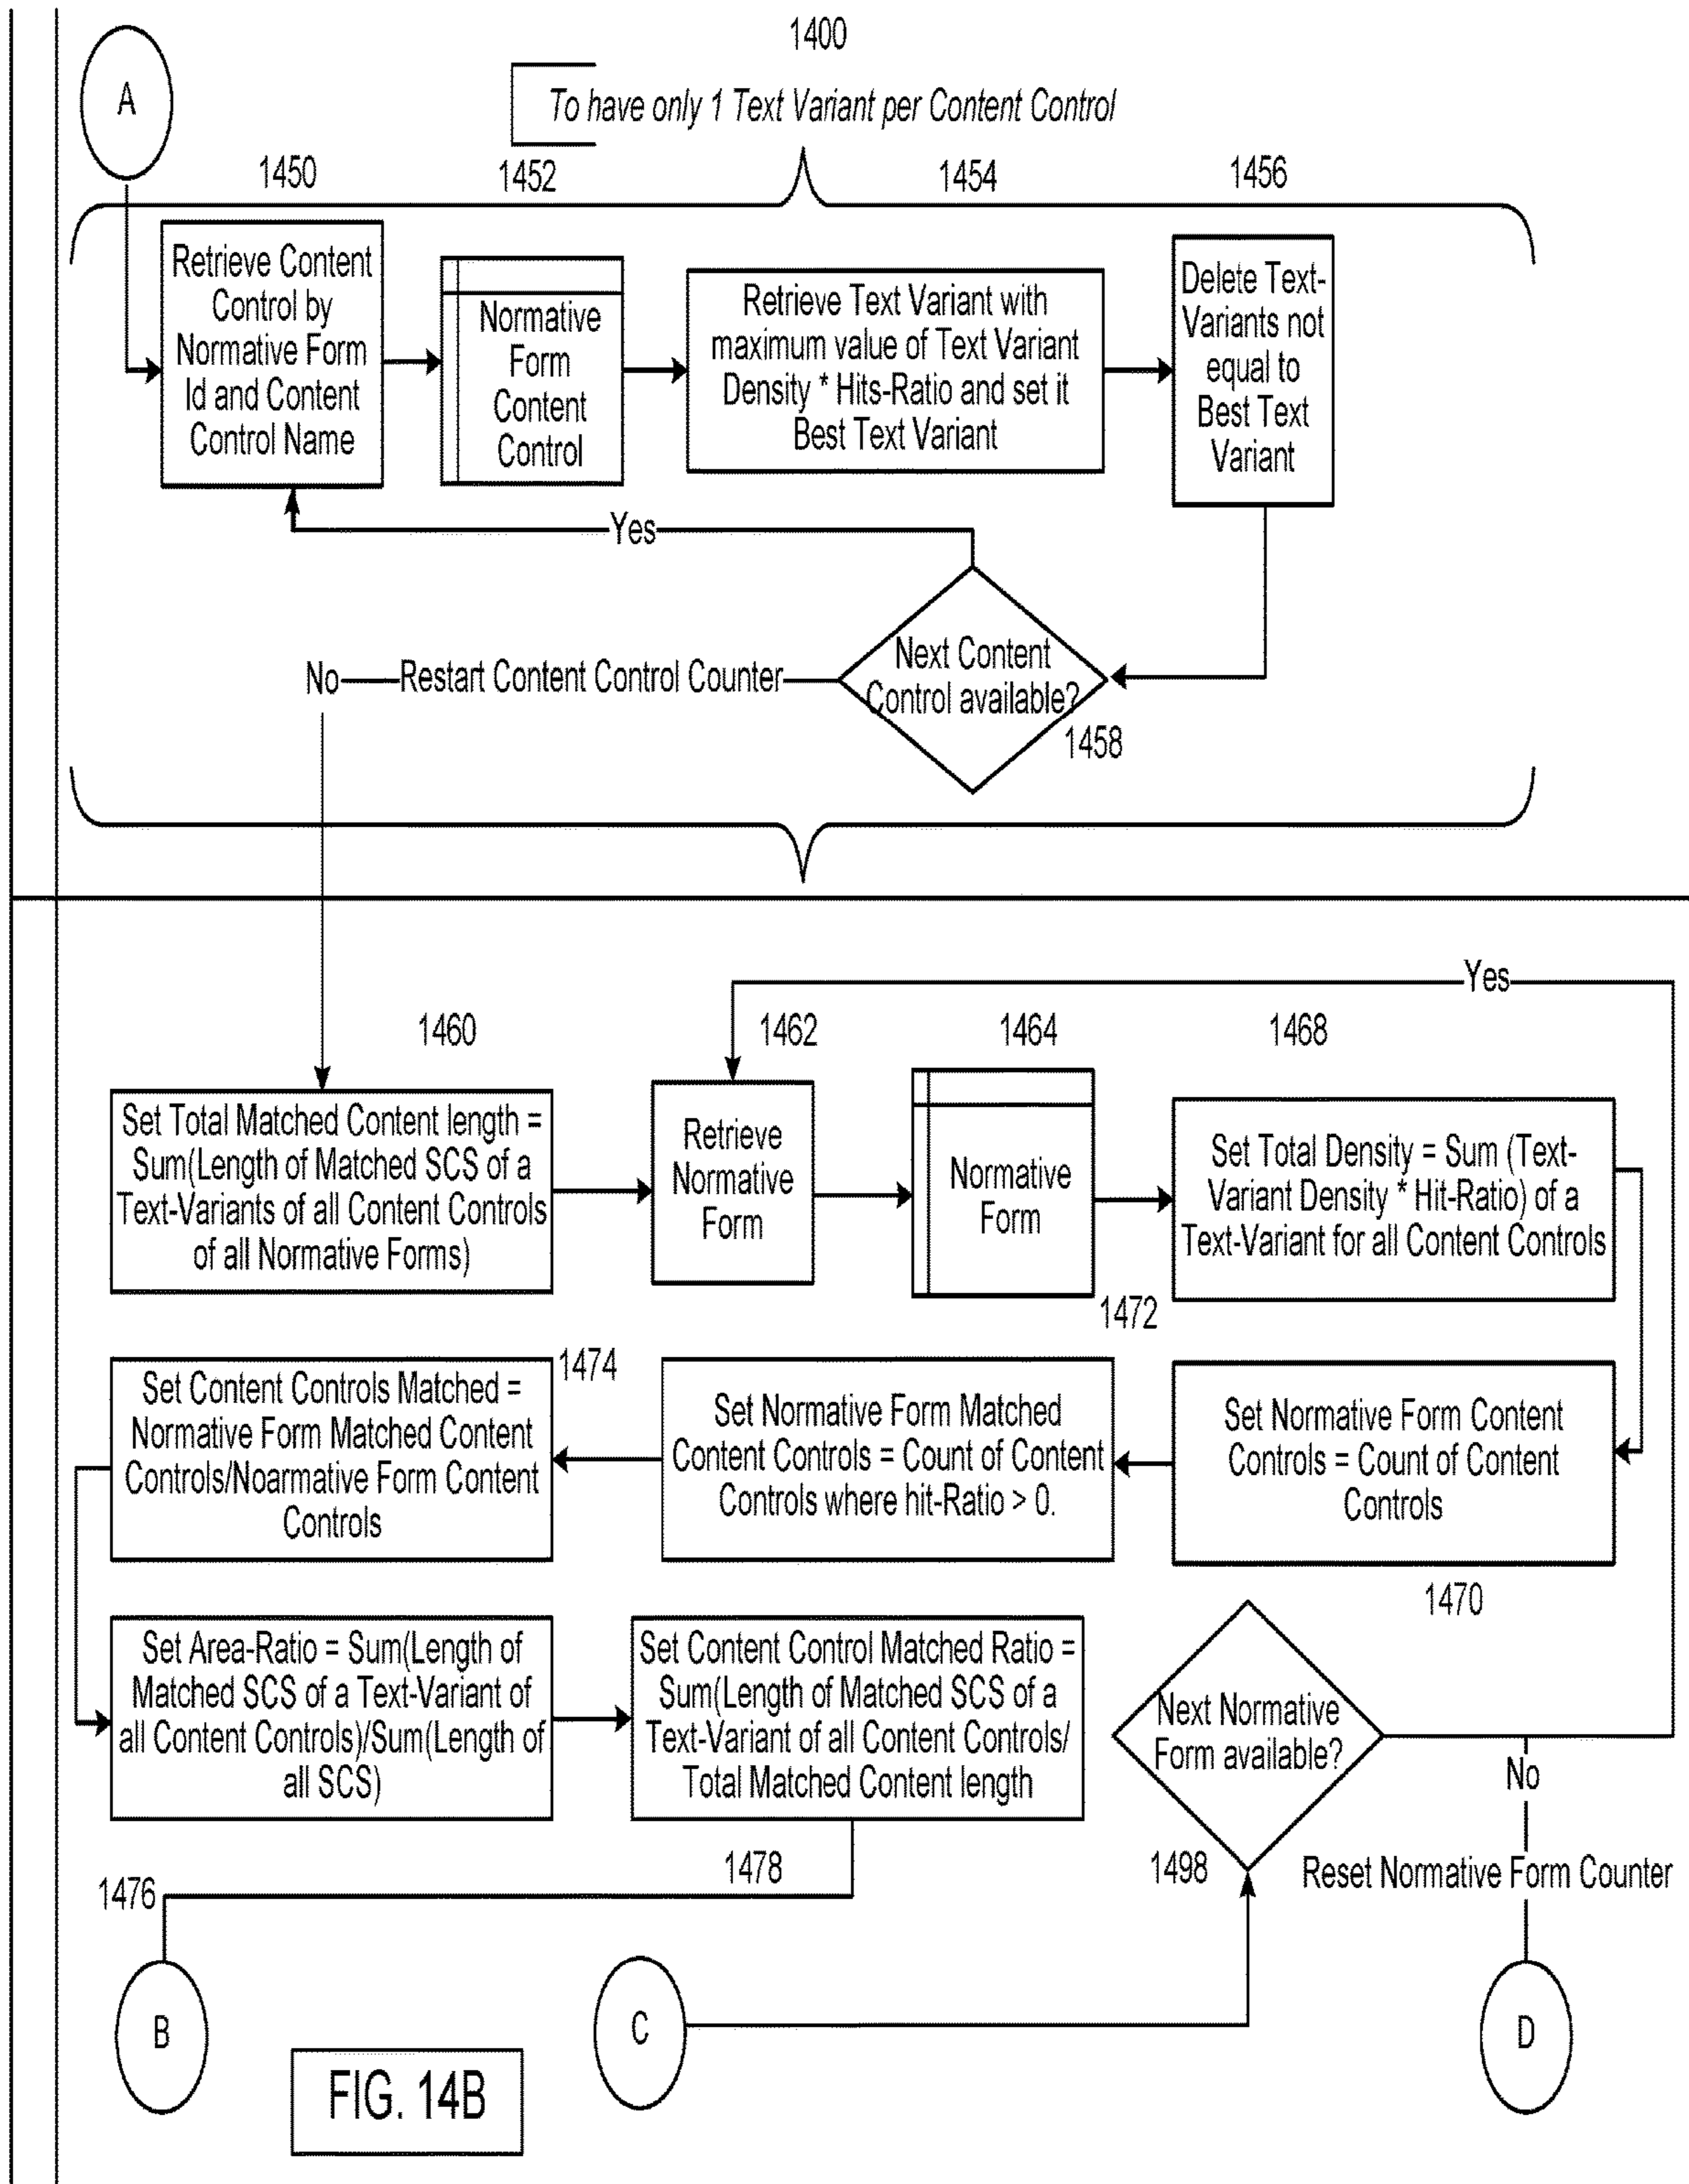 1400
A
To have only 1 Text Variant per Content Control
1450
1452
1454
1456
Retrieve Content
Control by
Normative Form
Id and Content
Control Name
Normative
Form
Content
Control
Retrieve Text Variant with
maximum value of Text Variant
Density * Hits-Ratio and set it
Best Text Variant
Delete Text-
Variants not
equal to
Best Text
Variant
Yes
Next Content
Control available?
No
Restart Content Control Counter
1458
Yes
1460
1462
1464
1468
Set Total Matched Content length =
Sum(Length of Matched SCS of a
Text-Variants of all Content Controls
of all Normative Forms)
Retrieve
Normative
Form
Normative
Form
Set Total Density = Sum (Text-
Variant Density * Hit-Ratio) of a
Text-Variant for all Content Controls
1472
1474
Set Content Controls Matched =
Normative Form Matched Content
Controls/Noarmative Form Content
Controls
Set Normative Form Matched
Content Controls = Count of Content
Controls where hit-Ratio > 0.
Set Normative Form Content
Controls = Count of Content
Controls
1470
Set Area-Ratio = Sum(Length of
Matched SCS of a Text-Variant of
all Content Controls)/Sum(Length of
all SCS)
Set Content Control Matched Ratio =
Sum(Length of Matched SCS of a
Text-Variant of all Content Controls/
Total Matched Content length
Next Normative
Form available?
No
1476
1478
1498
Reset Normative Form Counter
B
C
D
FIG. 14B